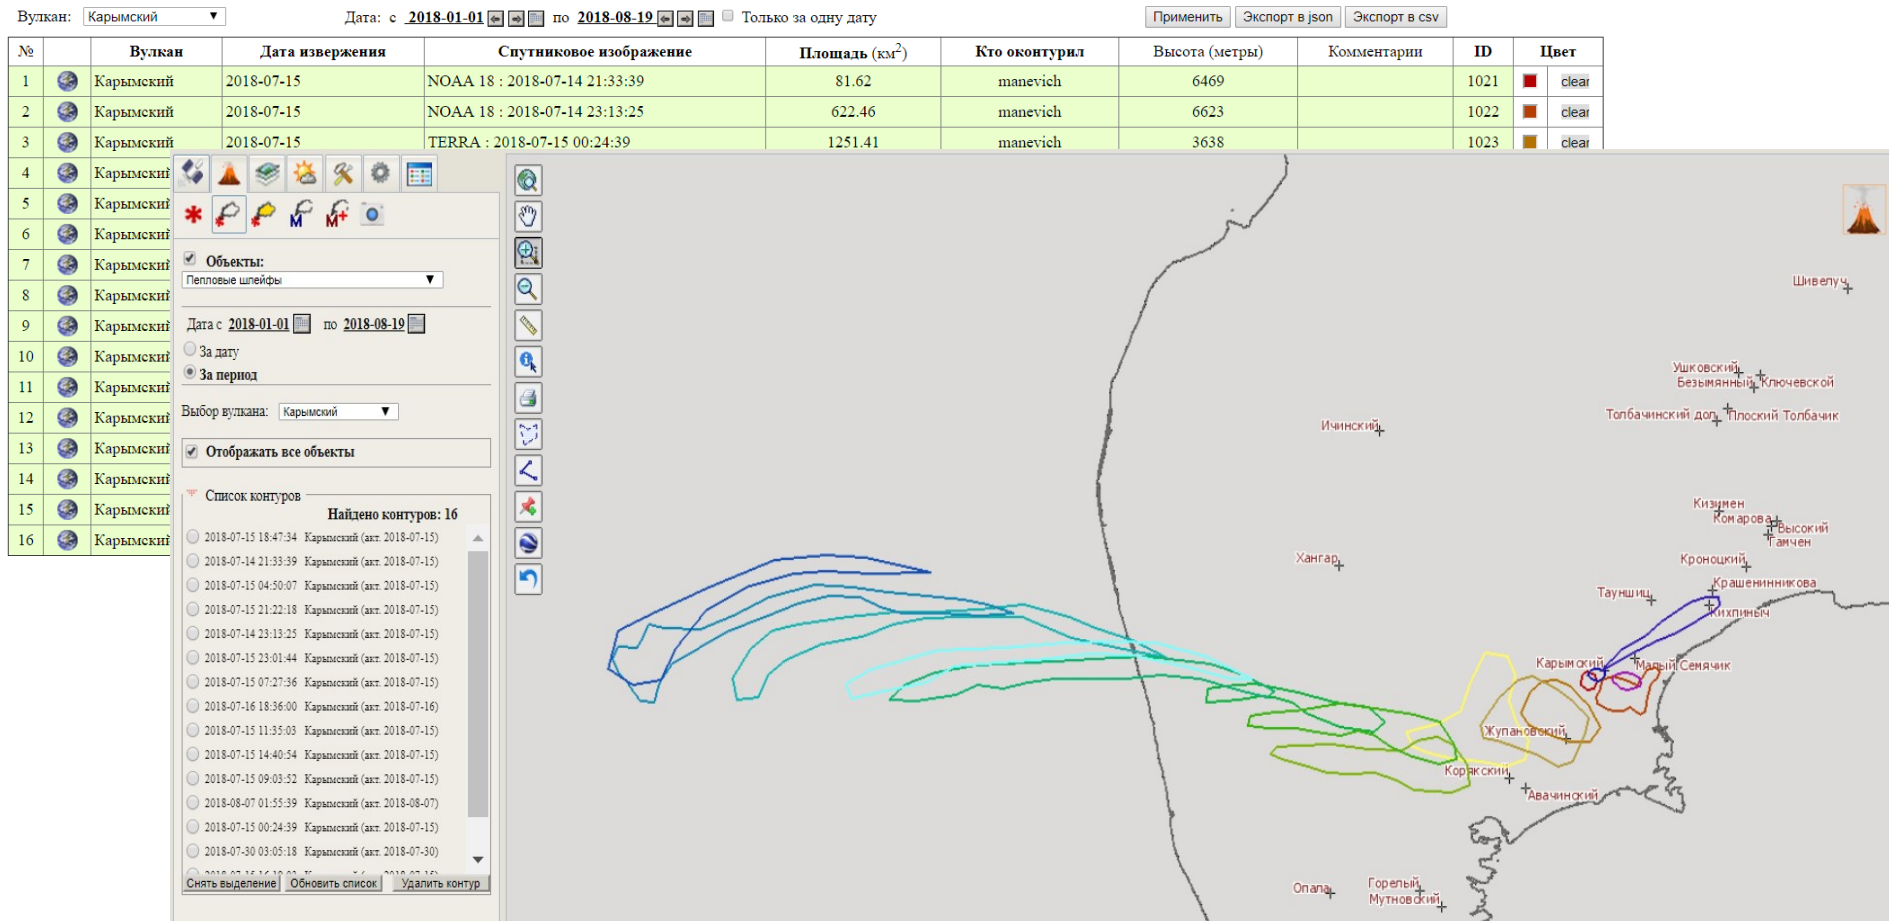 Вулкан: Карымский Дата: с 2018-01-01 по 2018-08-19 Только за одну дату Применить Экспорт в json Экспорт в csv
№ Вулкан Дата извержения Спутниковое изображение Площадь (км2) Кто оконтурил Высота (метры) Комментарии ID Цвет
1 Карымский 2018-07-15 NOAA 18 : 2018-07-14 21:33:39 81.62 manevich 6469 1021 clear
2 Карымский 2018-07-15 NOAA 18 : 2018-07-14 23:13:25 622.46 manevich 6623 1022 clear
3 Карымский 2018-07-15 TERRA : 2018-07-15 00:24:39 1251.41 manevich 3638 1023 clear
4 Карымский
5 Карымский
6 Карымский
7 Карымский
8 Карымский
9 Карымский
10 Карымский
11 Карымский
12 Карымский
13 Карымский
14 Карымский
15 Карымский
16 Карымский
M M+
Объекты:
Пепловые шлейфы
Дата с 2018-01-01 по 2018-08-19
За дату
За период
Выбор вулкана: Карымский
Отображать все объекты
Список контуров
Найдено контуров: 16
2018-07-15 18:47:34 Карымский (акт. 2018-07-15)
2018-07-14 21:33:39 Карымский (акт. 2018-07-15)
2018-07-15 04:50:07 Карымский (акт. 2018-07-15)
2018-07-15 21:22:18 Карымский (акт. 2018-07-15)
2018-07-14 23:13:25 Карымский (акт. 2018-07-15)
2018-07-15 23:01:44 Карымский (акт. 2018-07-15)
2018-07-15 07:27:36 Карымский (акт. 2018-07-15)
2018-07-16 18:36:00 Карымский (акт. 2018-07-16)
2018-07-15 11:35:03 Карымский (акт. 2018-07-15)
2018-07-15 14:40:54 Карымский (акт. 2018-07-15)
2018-07-15 09:03:52 Карымский (акт. 2018-07-15)
2018-08-07 01:55:39 Карымский (акт. 2018-08-07)
2018-07-15 00:24:39 Карымский (акт. 2018-07-15)
2018-07-30 03:05:18 Карымский (акт. 2018-07-30)
Снять выделение Обновить список Удалить контур
Шивелуч
Ушковский
Безымянный Ключевской
Толбачинский дол Плоский Толбачик
Ичинский
Кизимен
Комарова
Высокий
Гамчен
Хангар
Кроноцкий
Крашенинникова
Тауншиц
Кихпиныч
Карымский
Малый Семячик
Жупановский
Корякский
Авачинский
Опала
Горелый
Мутновский